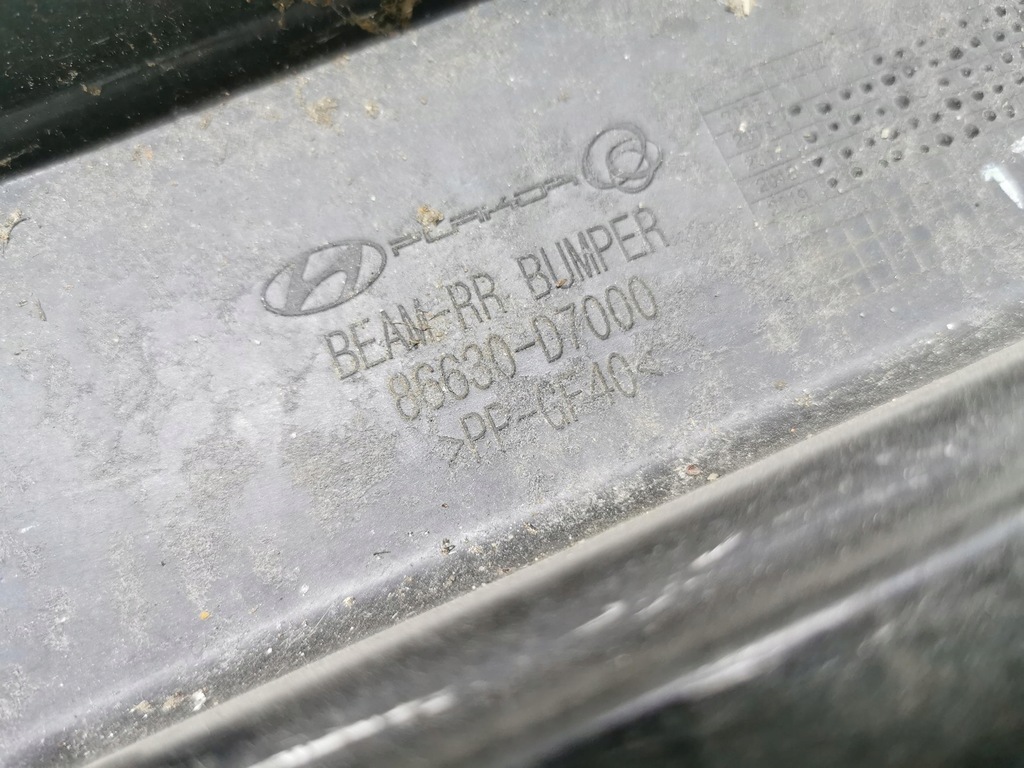 PLAKOR
BEAM-RR BUMPER
86630-D7000
>PP-GF40<